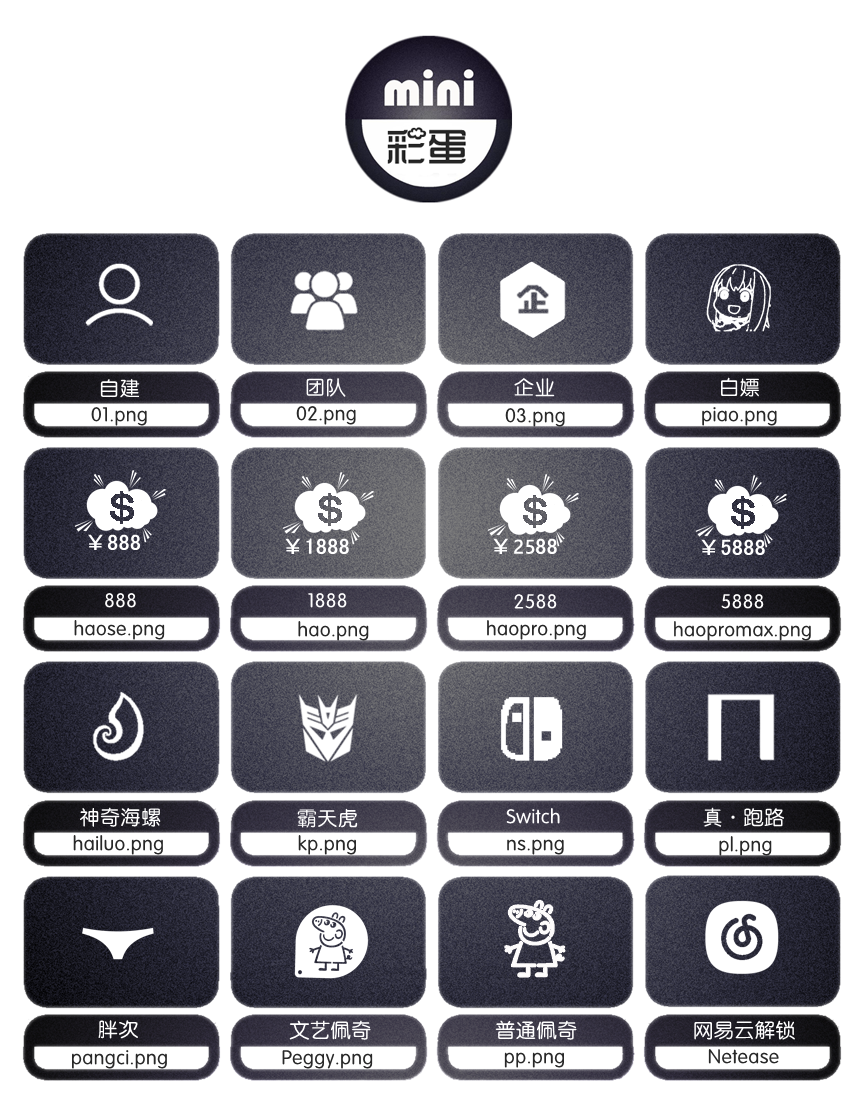 mini
彩蛋
企
自建
01.png
团队
02.png
企业
03.png
白嫖
piao.png
$
¥ 888
$
¥ 1888
$
¥ 2588
$
¥ 5888
888
haose.png
1888
hao.png
2588
haopro.png
5888
haopromax.png
神奇海螺
hailuo.png
霸天虎
kp.png
Switch
ns.png
真·跑路
pl.png
胖次
pangci.png
文艺佩奇
Peggy.png
普通佩奇
pp.png
网易云解锁
Netease